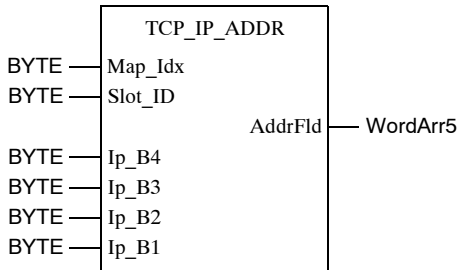 TCP_IP_ADDR
BYTE Map_Idx
BYTE Slot_ID
AddrFld WordArr5
BYTE Ip_B4
BYTE Ip_B3
BYTE Ip_B2
BYTE Ip_B1